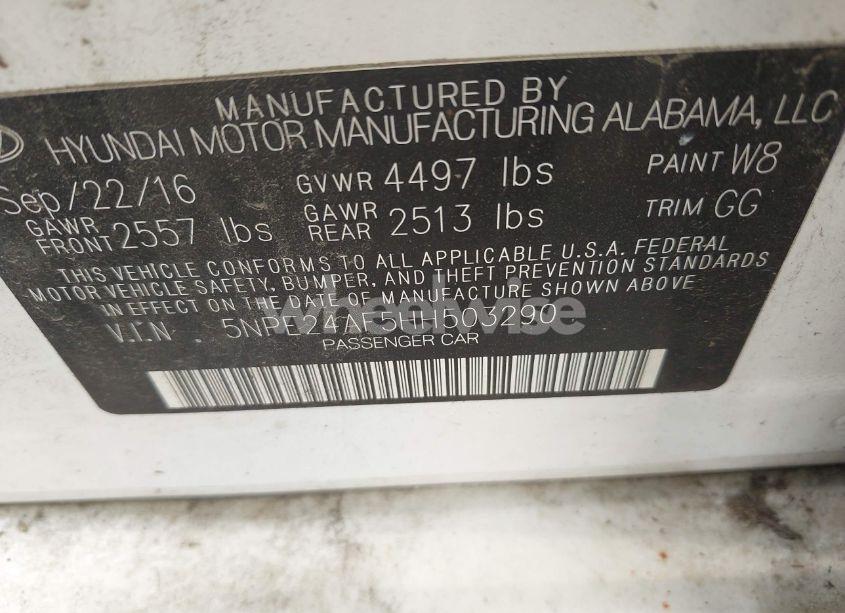 MANUFACTURED BY
HYUNDAI MOTOR MANUFACTURING ALABAMA, LLC
Sep/22/16 GVWR 4497 lbs PAINT W8
GAWR FRONT 2557 lbs GAWR REAR 2513 lbs TRIM GG
THIS VEHICLE CONFORMS TO ALL APPLICABLE U.S.A. FEDERAL
MOTOR VEHICLE SAFETY, BUMPER, AND THEFT PREVENTION STANDARDS
IN EFFECT ON THE DATE OF MANUFACTURE SHOWN ABOVE
V.I.N. 5NPE24AF5HH503290
PASSENGER CAR
wheelwise